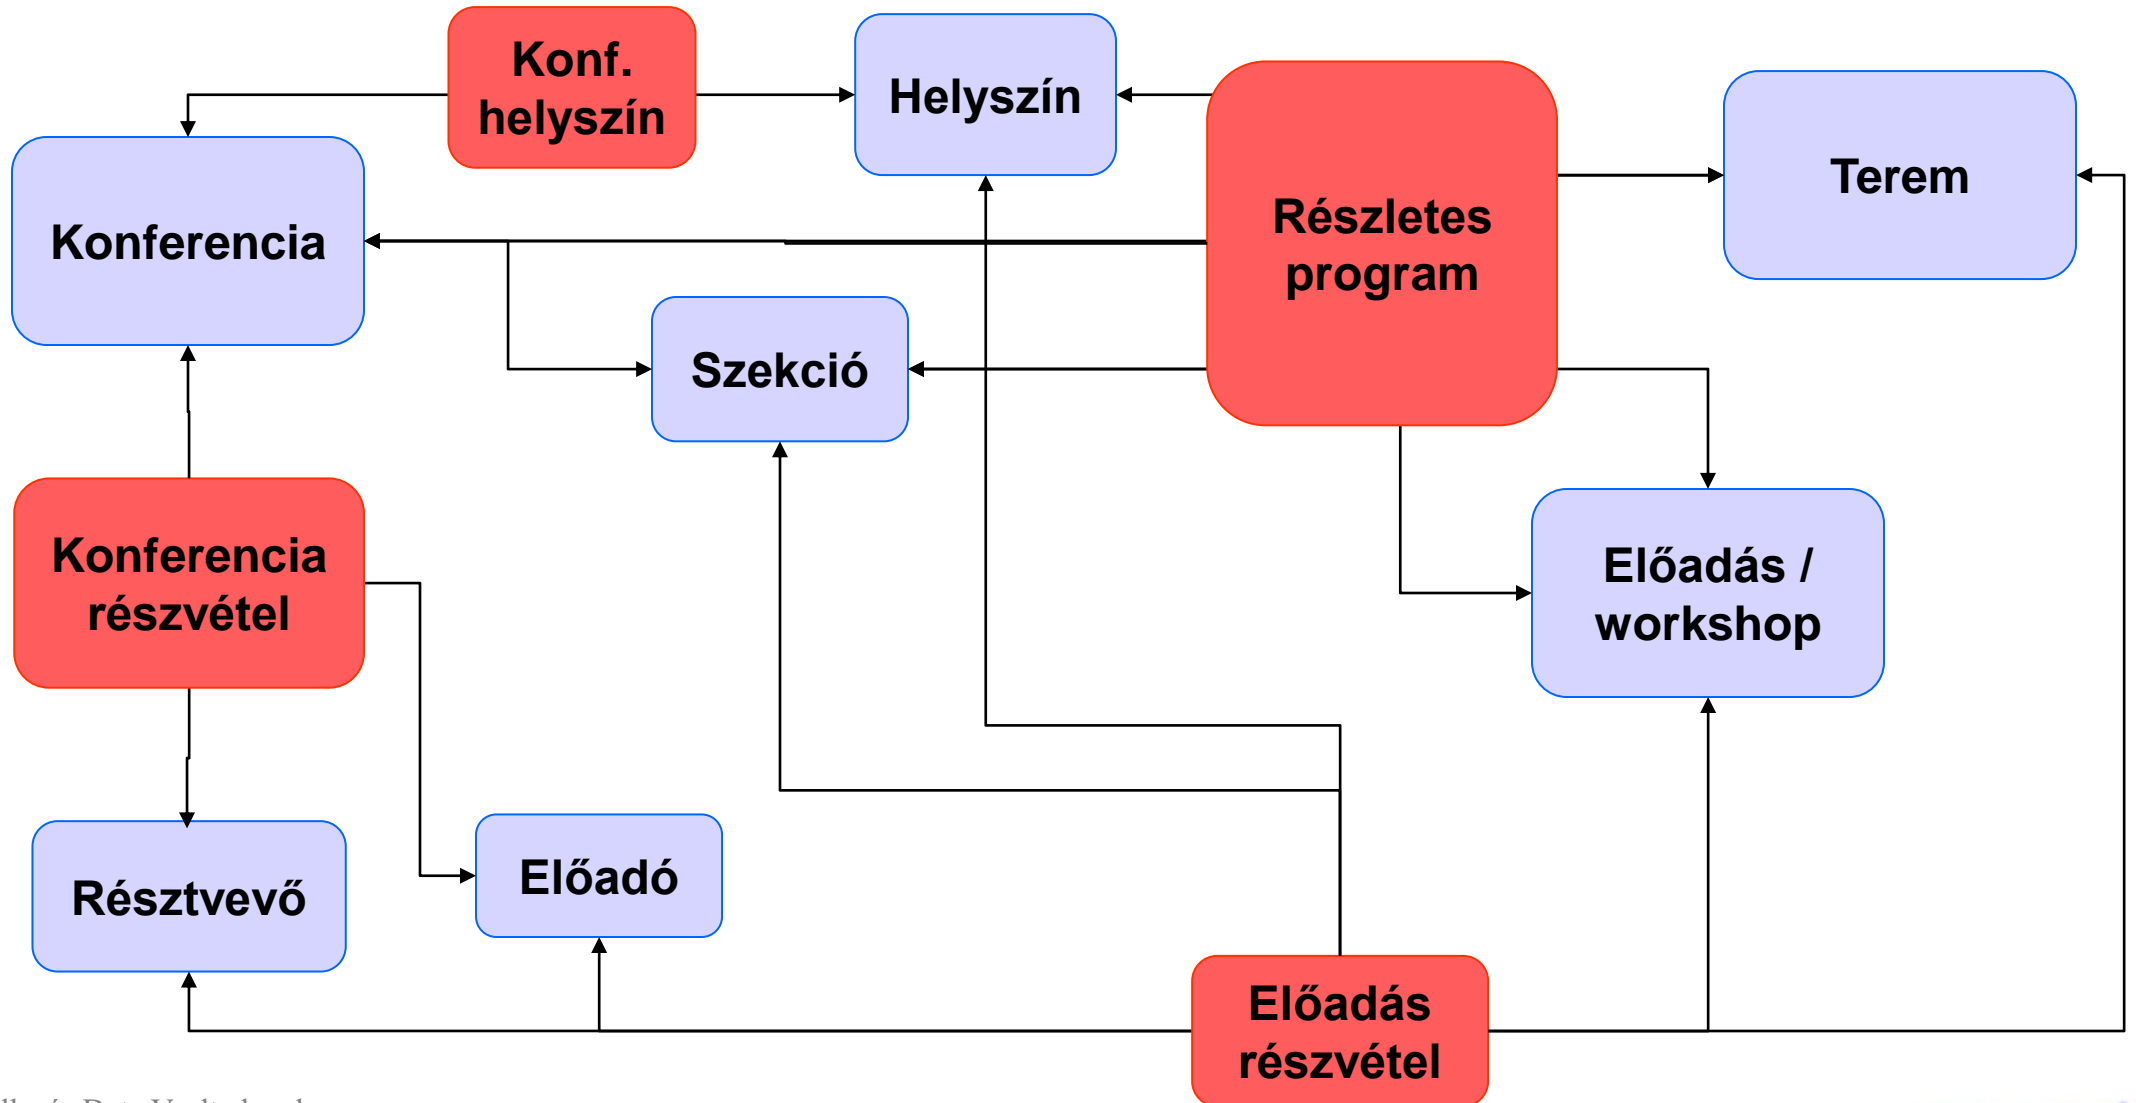 Konf.
helyszín
Helyszín
Terem
Részletes
program
Konferencia
Szekció
Konferencia
részvétel
Előadás /
workshop
Előadó
Résztvevő
Előadás
részvétel